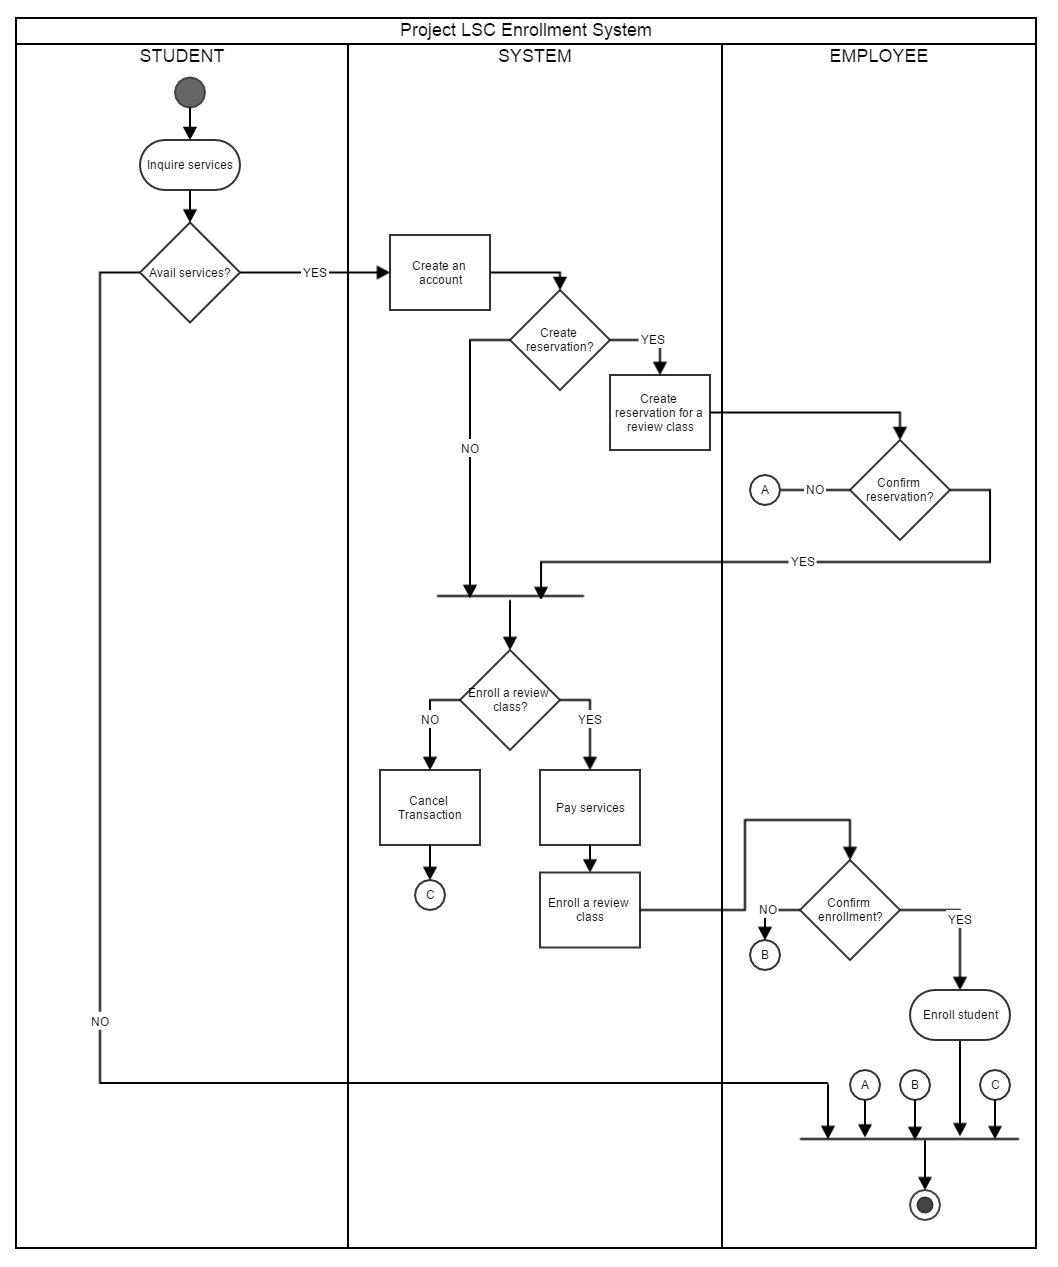 Project LSC Enrollment System
STUDENT
SYSTEM
EMPLOYEE
Inquire services
Avail services?
YES
Create an
account
Create
reservation?
YES
Create
reservation for a
review class
NO
A
NO
Confirm
reservation?
YES
Enroll a review
class?
NO
YES
Cancel
Transaction
Pay services
C
Enroll a review
class
NO
Confirm
enrollment?
YES
B
Enroll student
NO
A
B
C